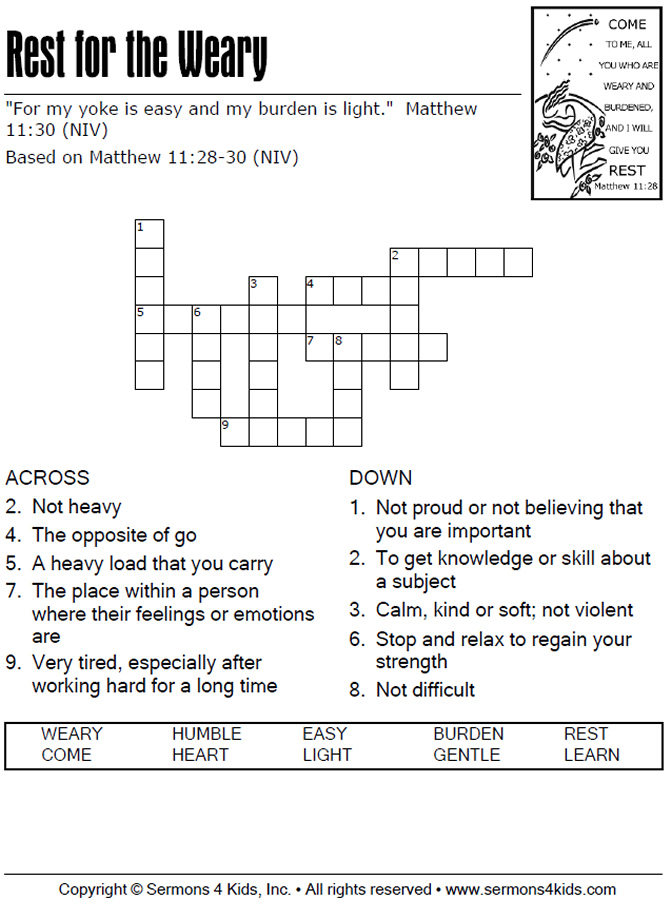 Rest for the Weary
COME
TO ME, ALL
YOU WHO ARE
WEARY AND
BURDENED,
AND I WILL
GIVE YOU
REST
Matthew 11:28
"For my yoke is easy and my burden is light." Matthew
11:30 (NIV)
Based on Matthew 11:28-30 (NIV)
1
2
3
4
5
6
7
8
9
ACROSS
2. Not heavy
4. The opposite of go
5. A heavy load that you carry
7. The place within a person
where their feelings or emotions
are
9. Very tired, especially after
working hard for a long time
DOWN
1. Not proud or not believing that
you are important
2. To get knowledge or skill about
a subject
3. Calm, kind or soft; not violent
6. Stop and relax to regain your
strength
8. Not difficult
WEARY HUMBLE EASY BURDEN REST
COME HEART LIGHT GENTLE LEARN
Copyright © Sermons 4 Kids, Inc. • All rights reserved • www.sermons4kids.com